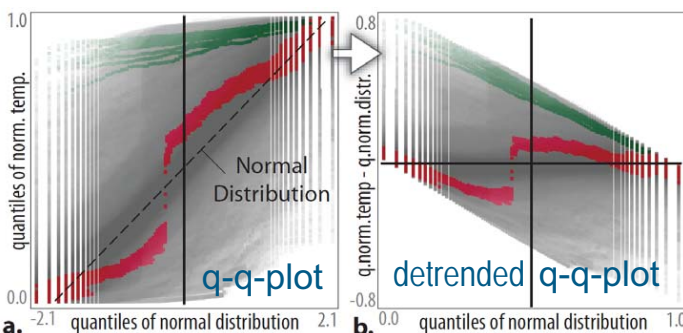 1.0
quantiles of norm. temp.
Normal
Distribution
q-q-plot
0.0
-2.1
quantiles of normal distribution
2.1
a.
0.8
q.norm.temp - q.norm.distr.
detrended q-q-plot
-0.8
0.0
quantiles of normal distribution
1.0
b.